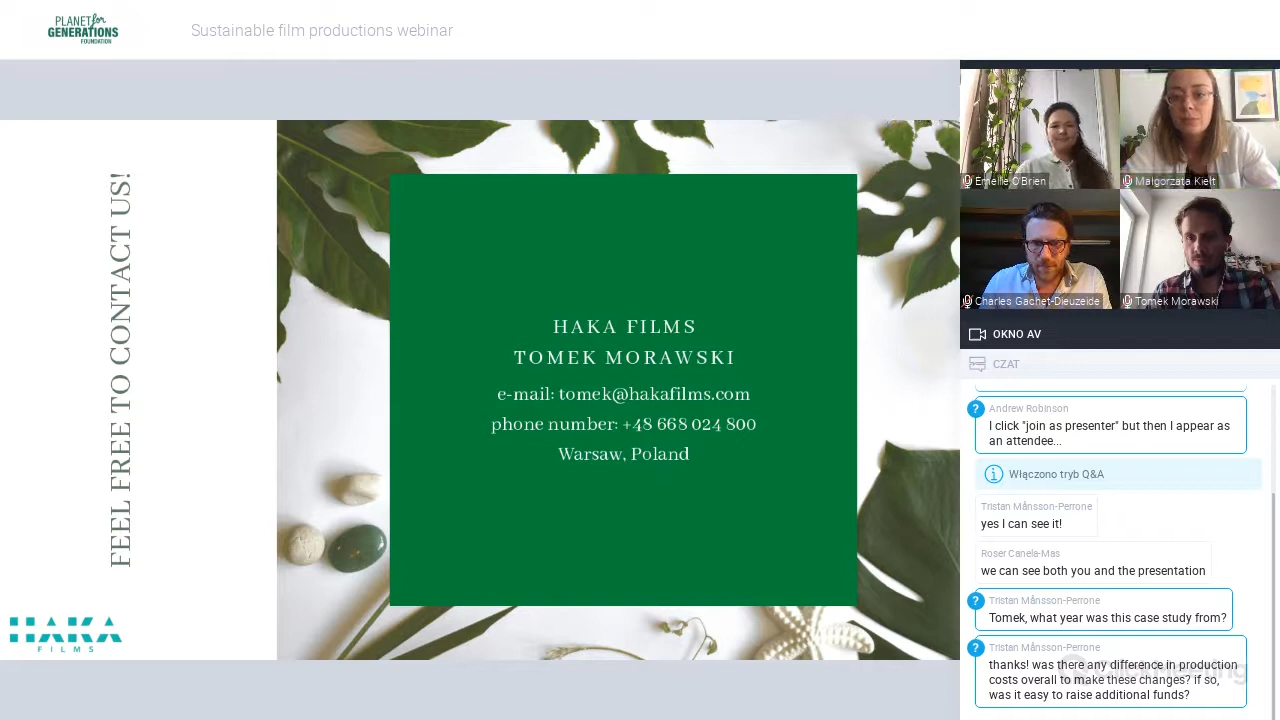 PLANET for
GENERATIONS
FOUNDATION
Sustainable film productions webinar
FEEL FREE TO CONTACT US!
HAKA FILMS
TOMEK MORAWSKI
e-mail: tomek@hakafilms.com
phone number: +48 668 024 800
Warsaw, Poland
HAKA
FILMS
Emellie O'Brien
Małgorzata Kiełt
Charles Gachet-Dieuzeide
Tomek Morawski
OKNO AV
CZAT
Andrew Robinson
I click "join as presenter" but then I appear as
an attendee...
Włączono tryb Q&A
Tristan Månsson-Perrone
yes I can see it!
Roser Canela-Mas
we can see both you and the presentation
Tristan Månsson-Perrone
Tomek, what year was this case study from?
Tristan Månsson-Perrone
thanks! was there any difference in production
costs overall to make these changes? if so,
was it easy to raise additional funds?